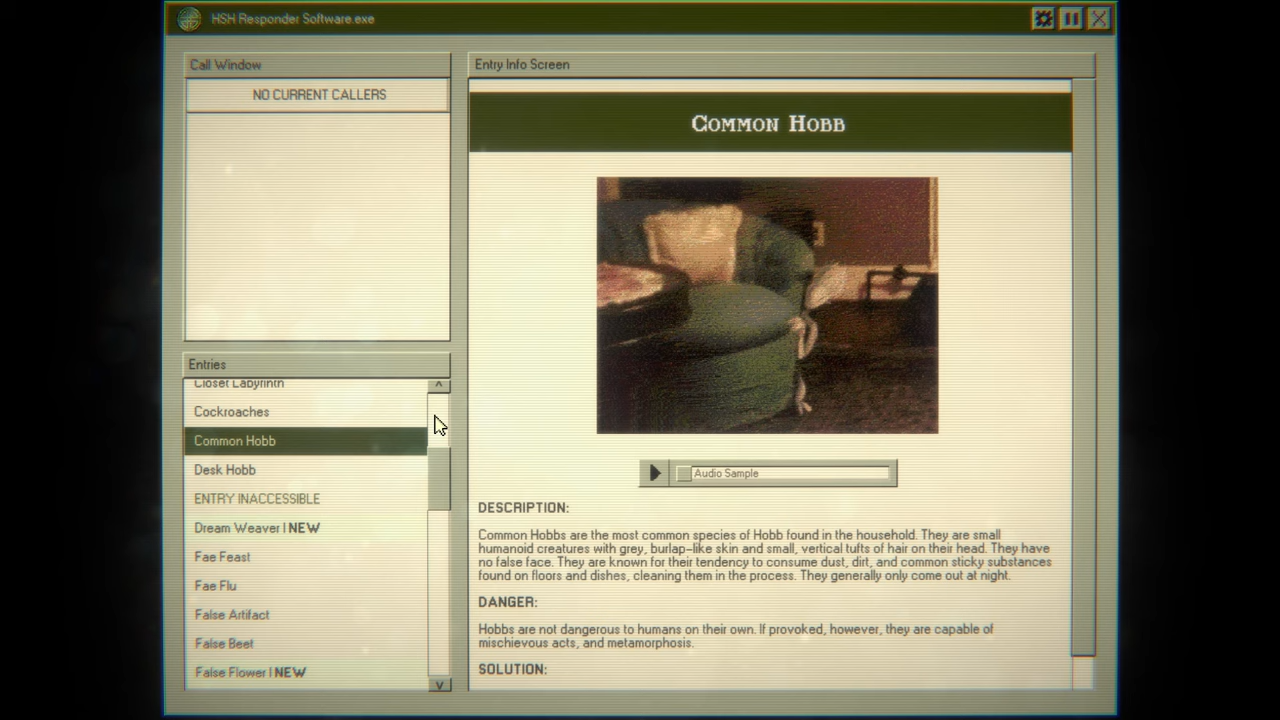 HSH Responder Software.exe
Call Window
NO CURRENT CALLERS
Entries
Closet Labyrinth
Cockroaches
Common Hobb
Desk Hobb
ENTRY INACCESSIBLE
Dream Weaver | NEW
Fae Feast
Fae Flu
False Artifact
False Beet
False Flower | NEW
Entry Info Screen
Common Hobb
Audio Sample
DESCRIPTION:
Common Hobbs are the most common species of Hobb found in the household. They are small
humanoid creatures with grey, burlap-like skin and small, vertical tufts of hair on their head. They have
no false face. They are known for their tendency to consume dust, dirt, and common sticky substances
found on floors and dishes, cleaning them in the process. They generally only come out at night.
DANGER:
Hobbs are not dangerous to humans on their own. If provoked, however, they are capable of
mischievous acts, and metamorphosis.
SOLUTION: